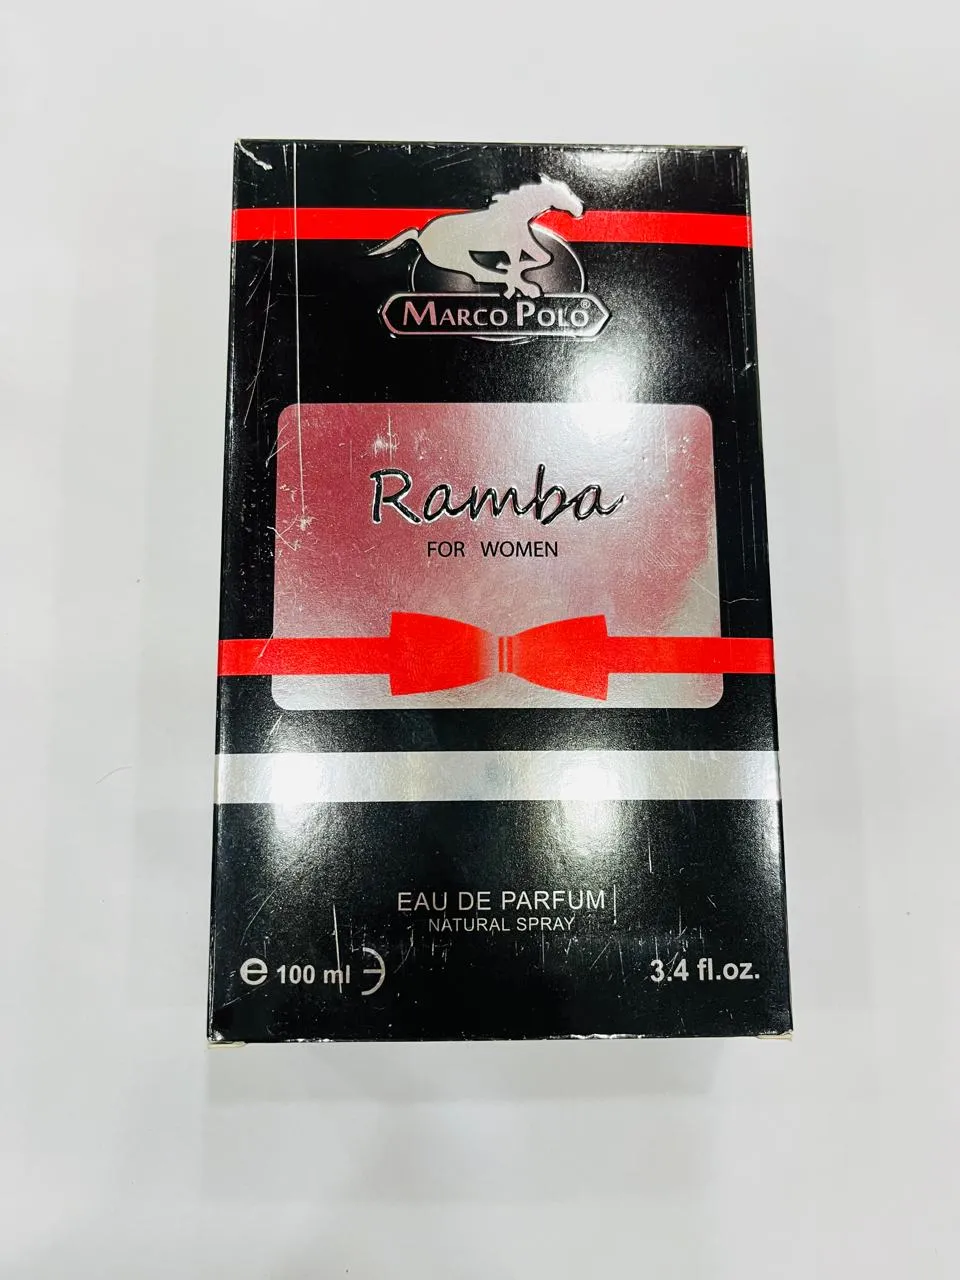 MARCO POLO®
Ramba
FOR WOMEN
EAU DE PARFUM
NATURAL SPRAY
℮ 100 ml
3.4 fl.oz.